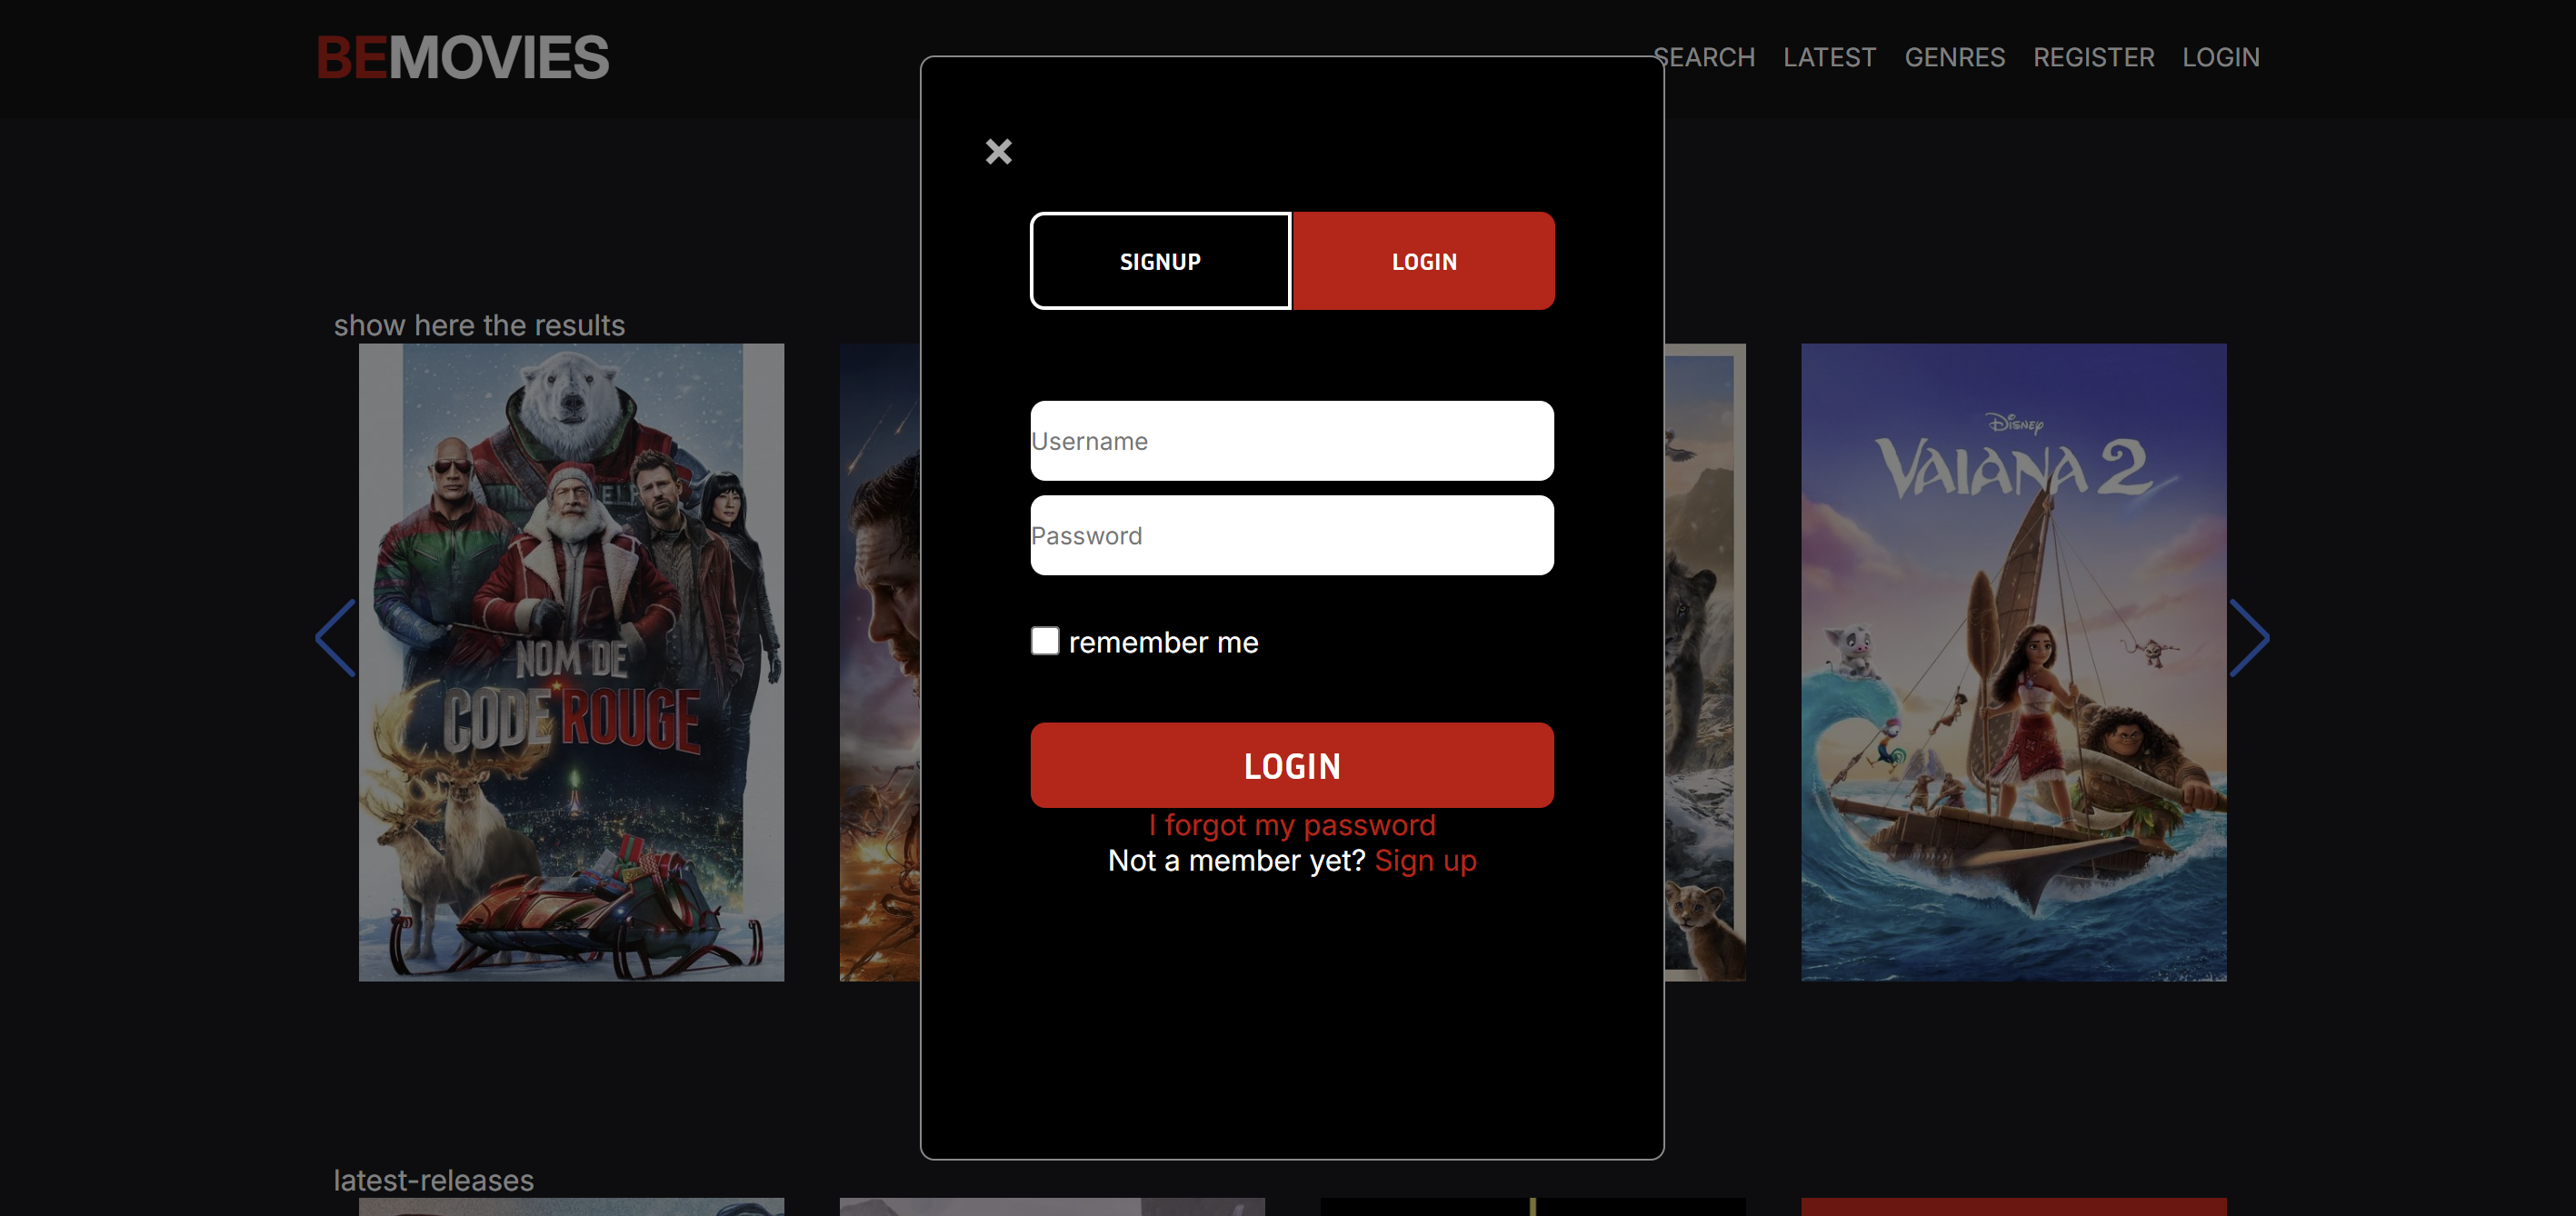 BEMOVIES
SEARCH LATEST GENRES REGISTER LOGIN
×
SIGNUP LOGIN
show here the results
Username
Password
remember me
LOGIN
I forgot my password
Not a member yet? Sign up
NOM DE
CODE ROUGE
DISNEY
VAIANA 2
latest-releases